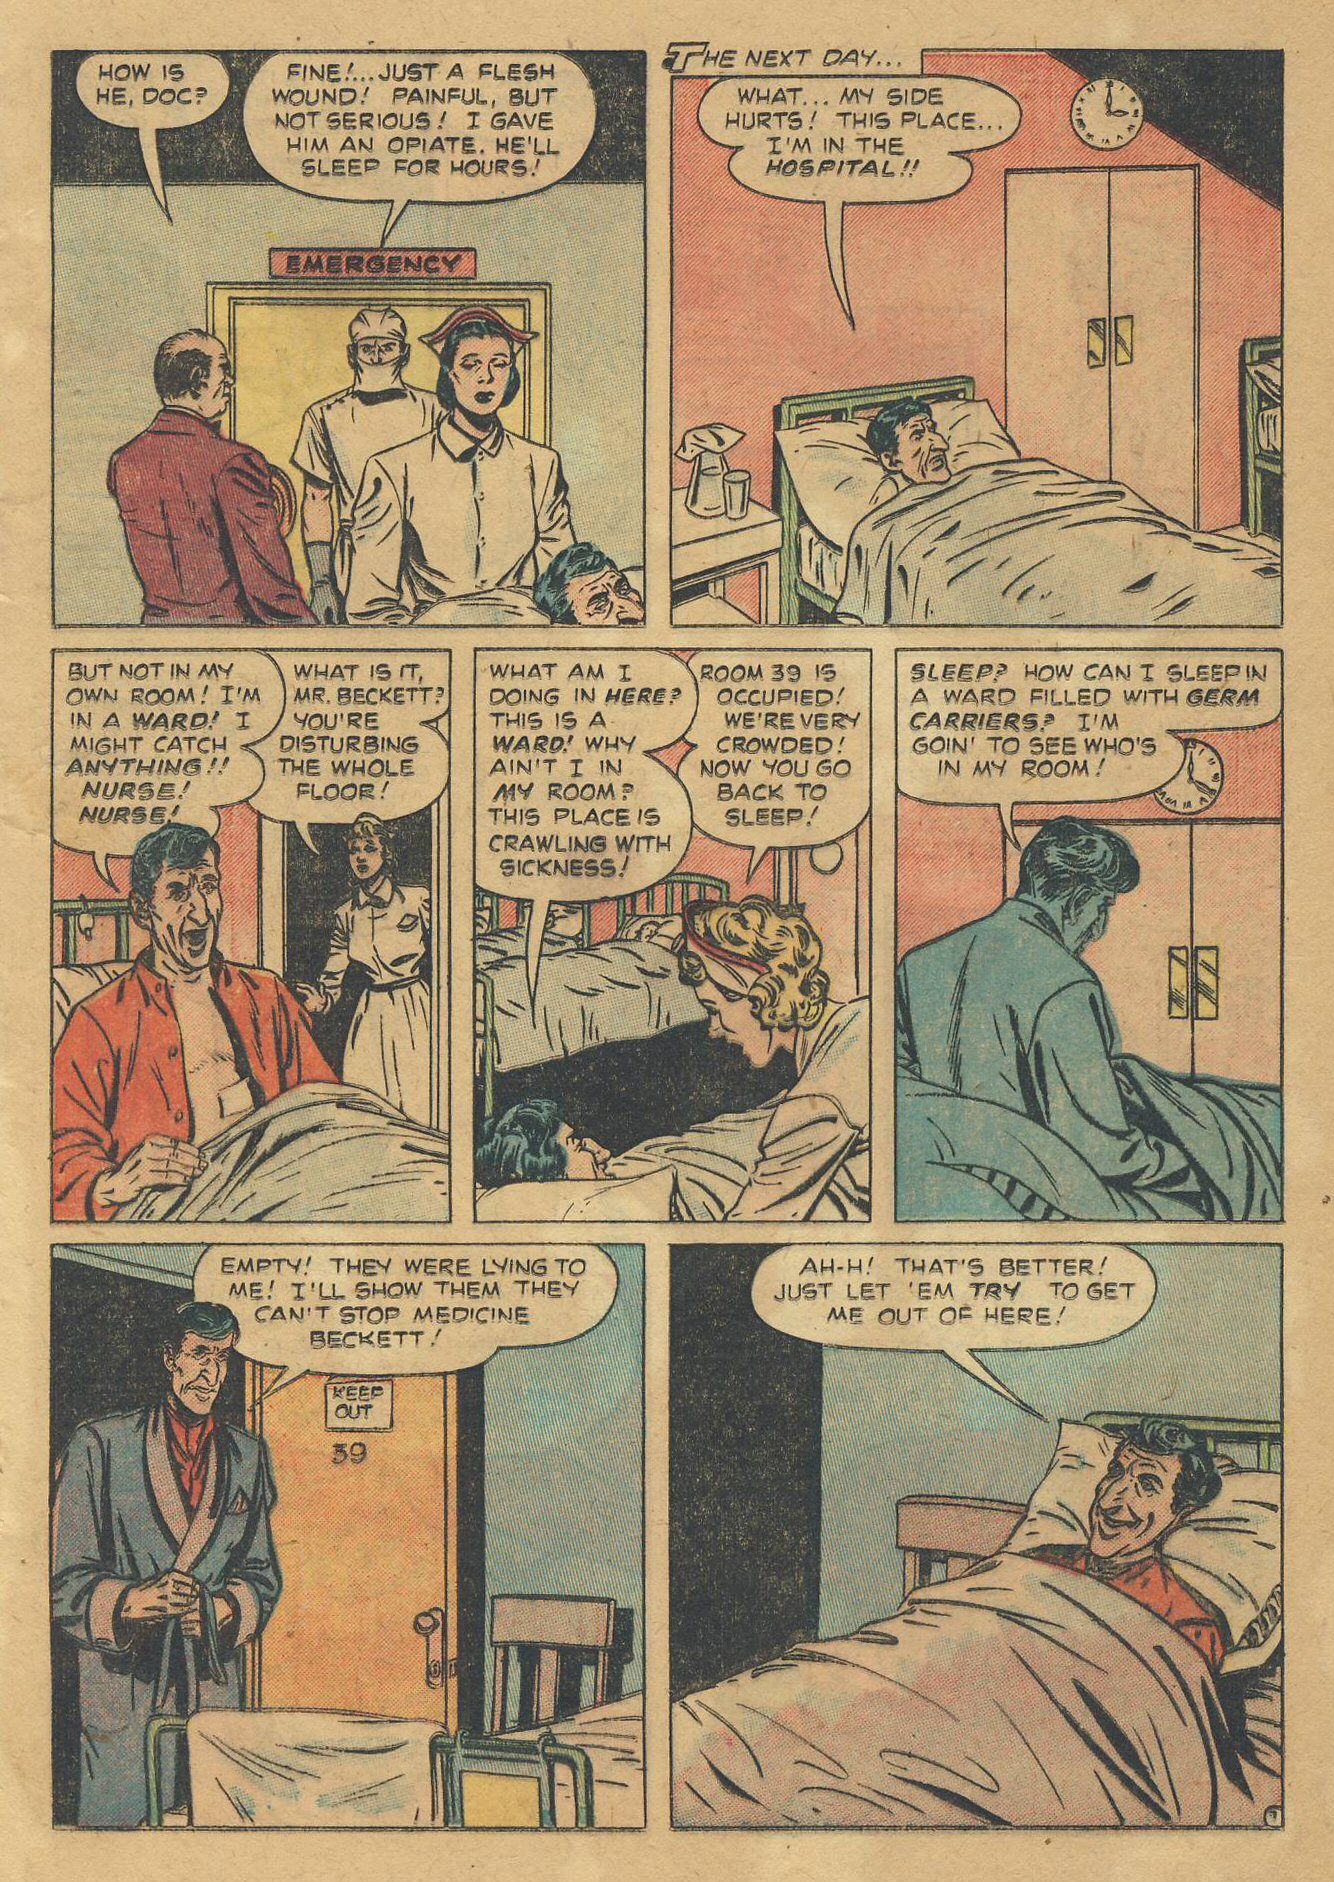 HOW IS
HE, DOC?
FINE!...JUST A FLESH
WOUND! PAINFUL, BUT
NOT SERIOUS! I GAVE
HIM AN OPIATE. HE'LL
SLEEP FOR HOURS!
EMERGENCY
THE NEXT DAY...
WHAT... MY SIDE
HURTS! THIS PLACE...
I'M IN THE
HOSPITAL!!
BUT NOT IN MY
OWN ROOM! I'M
IN A WARD! I
MIGHT CATCH
ANYTHING!!
NURSE!
NURSE!
WHAT IS IT,
MR. BECKETT?
YOU'RE
DISTURBING
THE WHOLE
FLOOR!
WHAT AM I
DOING IN HERE?
THIS IS A
WARD! WHY
AIN'T I IN
MY ROOM?
THIS PLACE IS
CRAWLING WITH
SICKNESS!
ROOM 39 IS
OCCUPIED!
WE'RE VERY
CROWDED!
NOW YOU GO
BACK TO
SLEEP!
SLEEP? HOW CAN I SLEEP IN
A WARD FILLED WITH GERM
CARRIERS? I'M
GOIN' TO SEE WHO'S
IN MY ROOM!
EMPTY! THEY WERE LYING TO
ME! I'LL SHOW THEM THEY
CAN'T STOP MEDICINE
BECKETT!
KEEP
OUT
39
AH-H! THAT'S BETTER!
JUST LET 'EM TRY TO GET
ME OUT OF HERE!
7